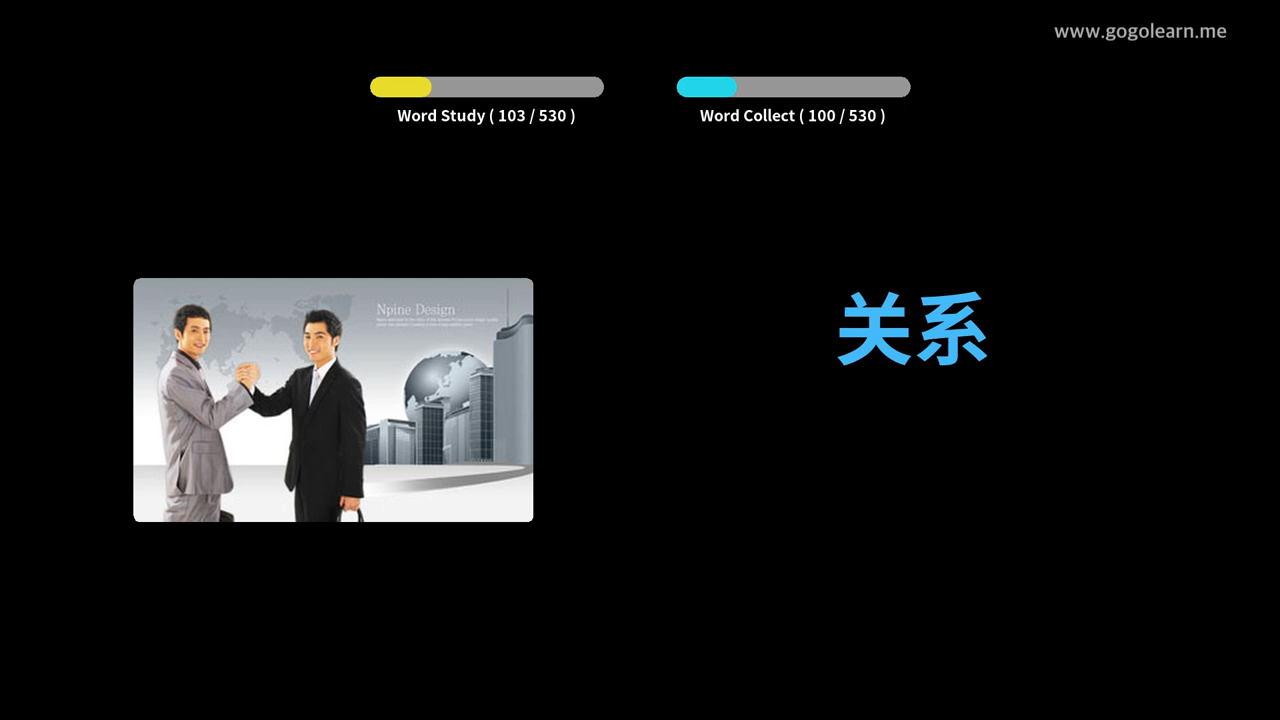 www.gogolearn.me
Word Study ( 103 / 530 )
Word Collect ( 100 / 530 )
Npine Design
关系